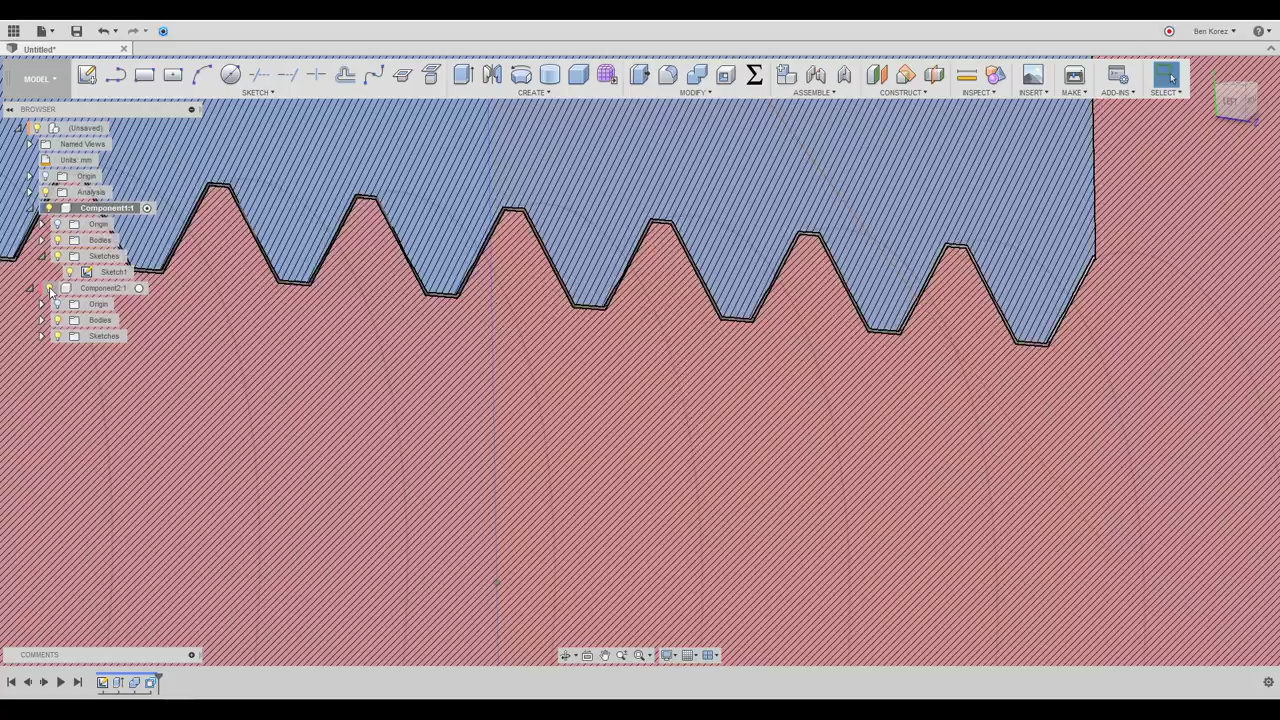 Ben Korez
Untitled*
MODEL
SKETCH
CREATE
MODIFY
ASSEMBLE
CONSTRUCT
INSPECT
INSERT
MAKE
ADD-INS
SELECT
LEFT
BROWSER
(Unsaved)
Named Views
Units: mm
Origin
Analysis
Component1:1
Origin
Bodies
Sketches
Sketch1
Component2:1
Origin
Bodies
Sketches
COMMENTS